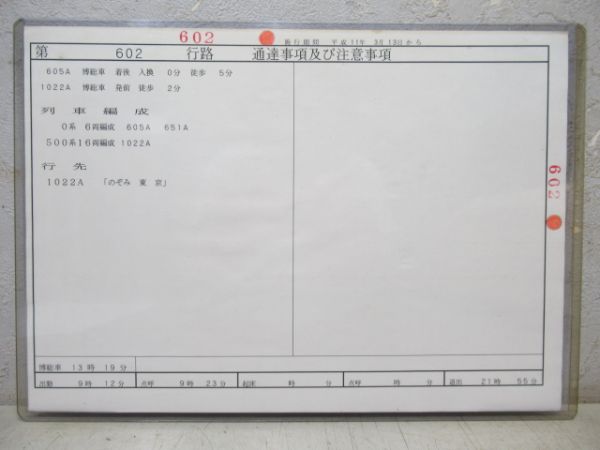 602
施行期間 平成11年 3月13日から
第 602 行路 通達事項及び注意事項
605A 博総車 着後 入換 0分 徒歩 5分
1022A 博総車 発前 徒歩 2分
列車編成
0系 6両編成 605A 651A
500系16両編成 1022A
行先
1022A 「のぞみ 東 京」
602
博総車 13時 19分
出勤 9時 12分 点呼 9時 23分 起床 時 分 点呼 時 分 退出 21時 55分